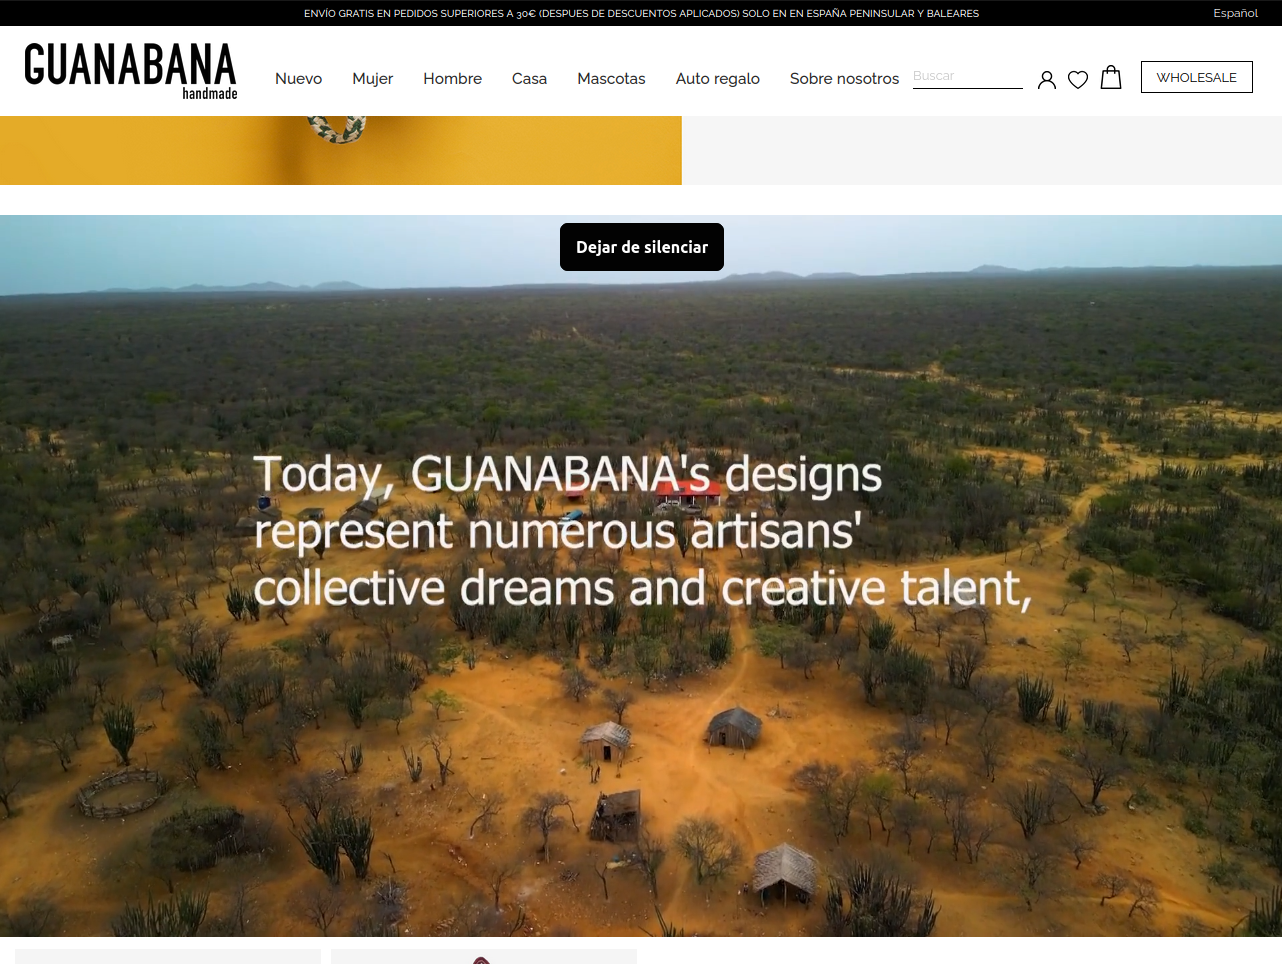 ENVÍO GRATIS EN PEDIDOS SUPERIORES A 30€ (DESPUES DE DESCUENTOS APLICADOS) SOLO EN EN ESPAÑA PENINSULAR Y BALEARES
Español
GUANABANA
handmade
Nuevo
Mujer
Hombre
Casa
Mascotas
Auto regalo
Sobre nosotros
Buscar
WHOLESALE
Dejar de silenciar
Today, GUANABANA's designs
represent numerous artisans'
collective dreams and creative talent,